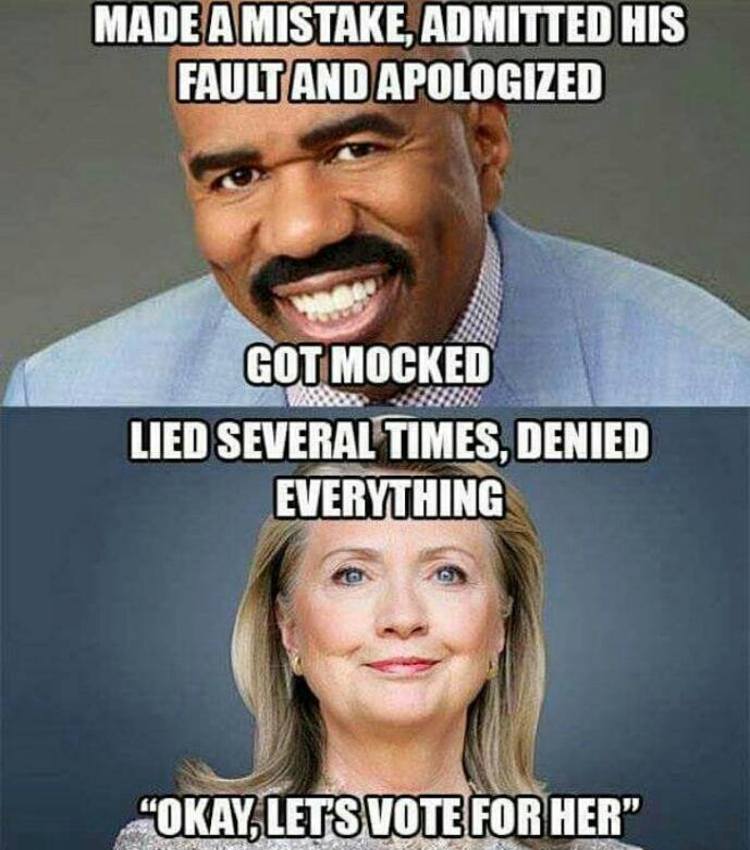 MADE A MISTAKE, ADMITTED HIS
FAULT AND APOLOGIZED
GOT MOCKED
LIED SEVERAL TIMES, DENIED
EVERYTHING
“OKAY, LET'S VOTE FOR HER”